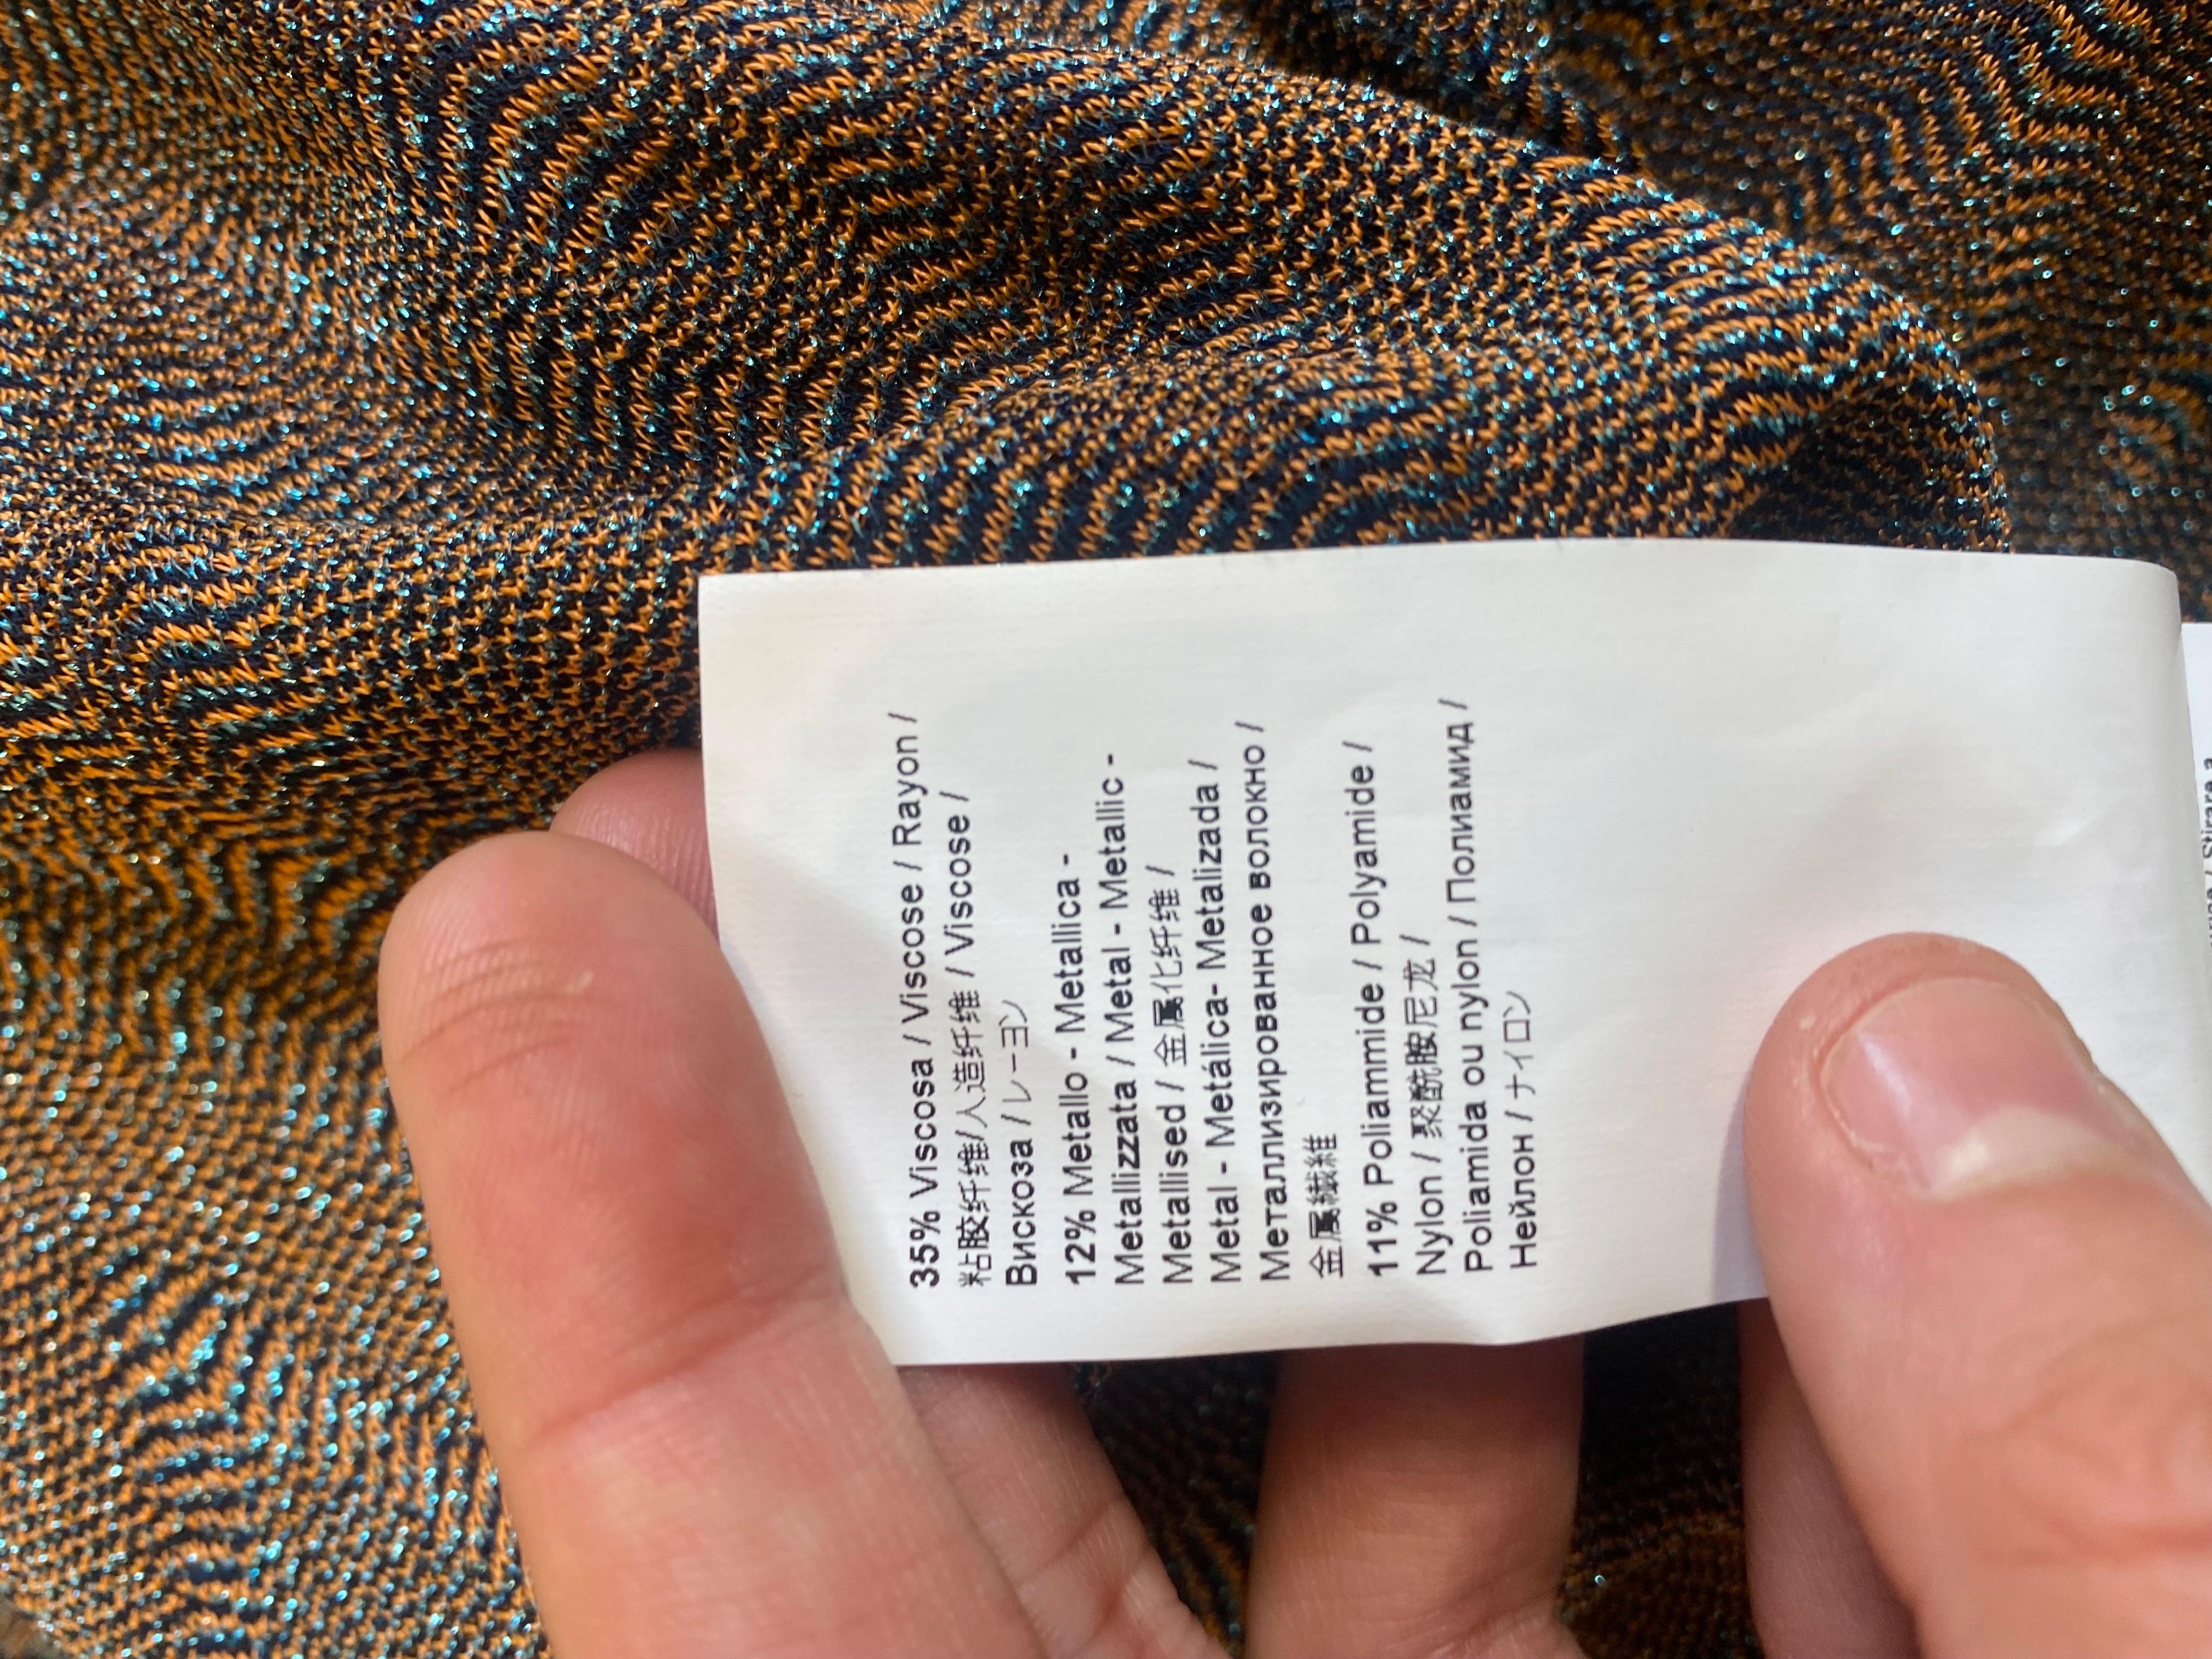 35% Viscosa / Viscose / Rayon /
粘胶纤维/人造纤维 / Viscose /
Вискоза / レーヨン
12% Metallo - Metallica -
Metallizzata / Metal - Metallic -
Metallised / 金属化纤维 /
Metal - Metálica- Metalizada /
Металлизированное волокно /
金属繊維
11% Poliammide / Polyamide /
Nylon / 聚酰胺尼龙 /
Poliamida ou nylon / Полиамид /
Нейлон / ナイロン